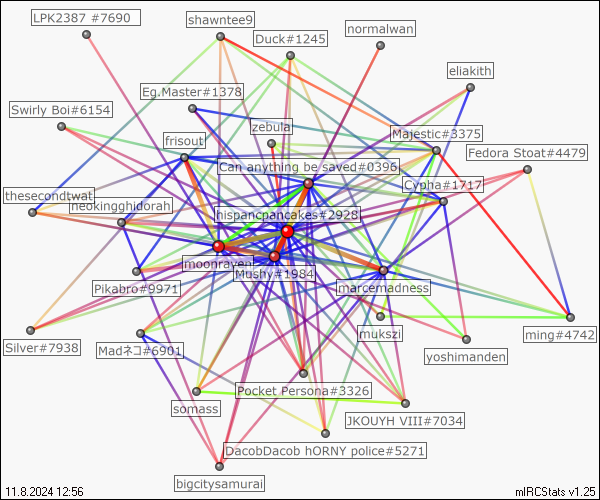 LPK2387 #7690
shawntee9
normalwan
Duck#1245
eliakith
Eg.Master#1378
Swirly Boi#6154
zebula
Majestic#3375
frisout
Fedora Stoat#4479
Can anything be saved#0396
Cypha#1717
thesecondtwat
neokingghidorah
hispancpancakes#2928
moonraven
Mushy#1984
Pikabro#9971
marcemadness
mukszi
ming#4742
Silver#7938
Madネコ#6901
yoshimanden
Pocket Persona#3326
somass
JKOUYH VIII#7034
DacobDacob hORNY police#5271
bigcitysamurai
11.8.2024 12:56
mIRCStats v1.25